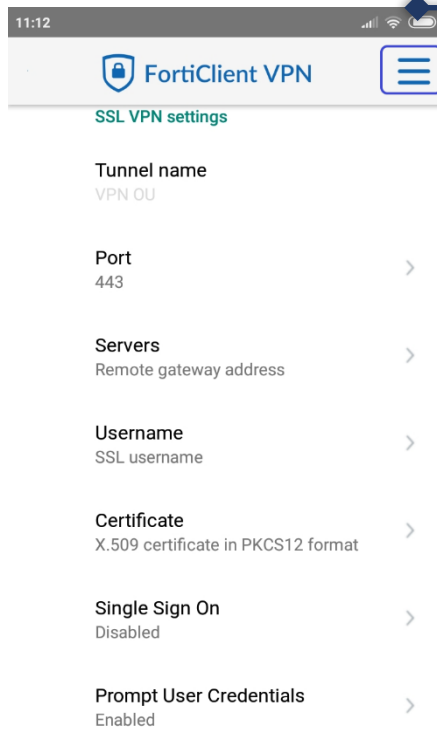 11:12
FortiClient VPN
SSL VPN settings
Tunnel name
VPN OU
Port
443
Servers
Remote gateway address
Username
SSL username
Certificate
X.509 certificate in PKCS12 format
Single Sign On
Disabled
Prompt User Credentials
Enabled